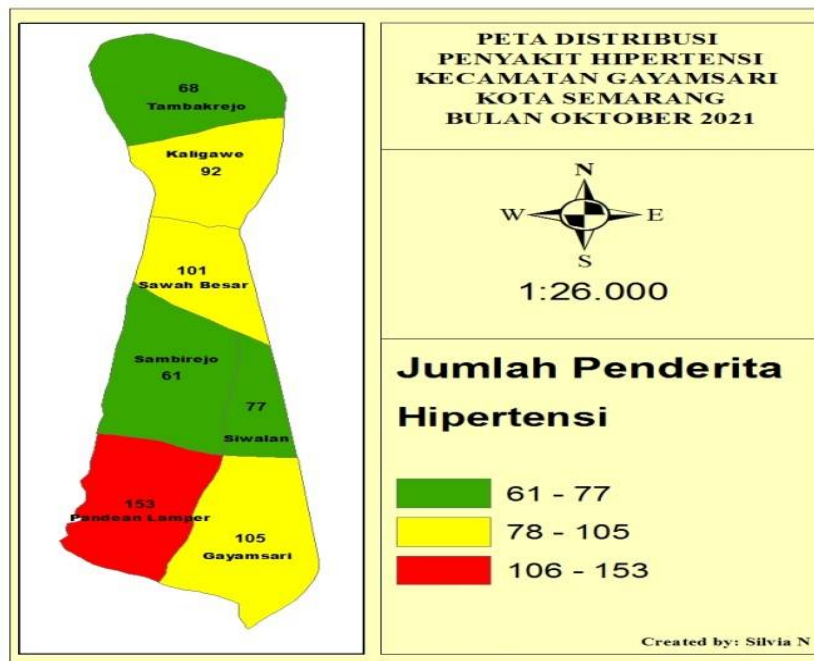 68
Tambakrejo
Kaligawe
92
101
Sawah Besar
Sambirejo
61
77
Siwalan
153
Pandean Lamper
105
Gayamsari
PETA DISTRIBUSI
PENYAKIT HIPERTENSI
KECAMATAN GAYAMSARI
KOTA SEMARANG
BULAN OKTOBER 2021
N
W E
S
1:26.000
Jumlah Penderita
Hipertensi
61 - 77
78 - 105
106 - 153
Created by: Silvia N